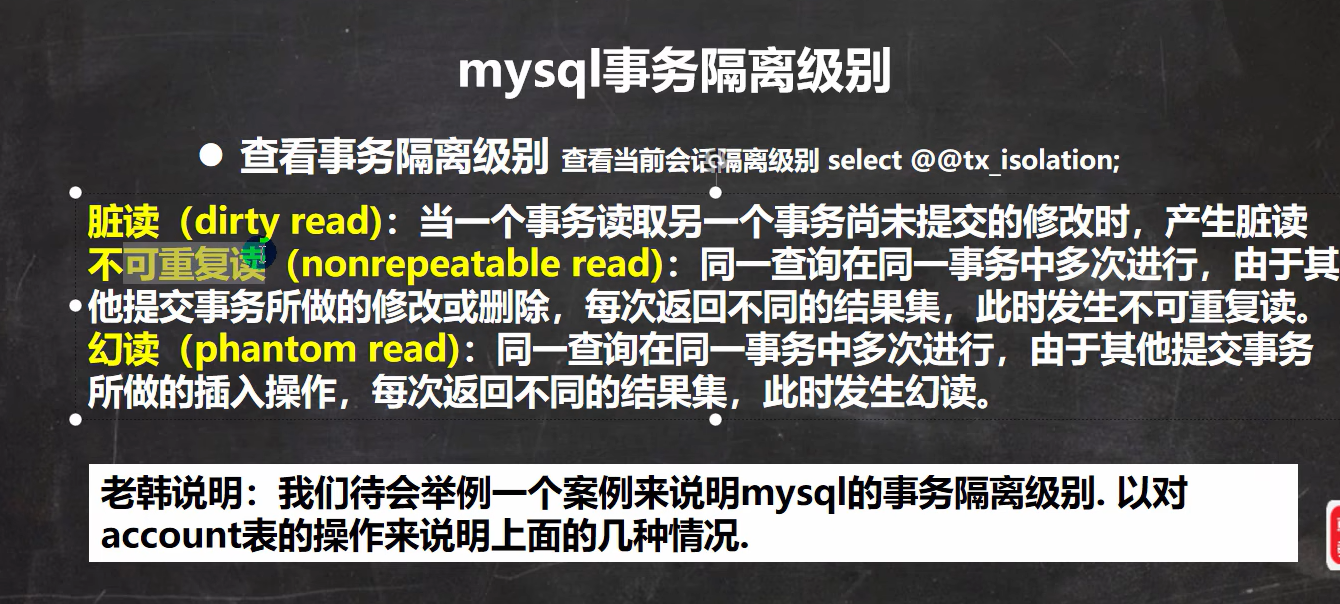 mysql事务隔离级别
● 查看事务隔离级别 查看当前会话隔离级别 select @@tx_isolation;
脏读（dirty read)：当一个事务读取另一个事务尚未提交的修改时，产生脏读
不可重复读（nonrepeatable read)：同一查询在同一事务中多次进行，由于其
他提交事务所做的修改或删除，每次返回不同的结果集，此时发生不可重复读。
幻读（phantom read)：同一查询在同一事务中多次进行，由于其他提交事务
所做的插入操作，每次返回不同的结果集，此时发生幻读。
老韩说明：我们待会举例一个案例来说明mysql的事务隔离级别. 以对
account表的操作来说明上面的几种情况.